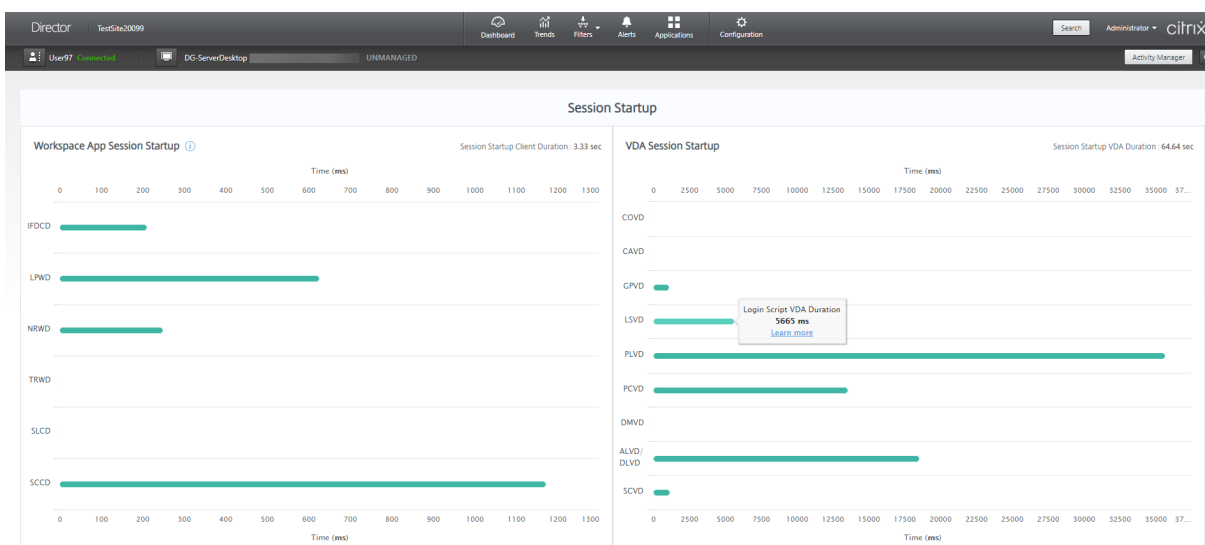 Director TestSite20099 Dashboard Trends Filters Alerts Applications Configuration Search Administrator citrix
User97 Connected DG-ServerDesktop UNMANAGED Activity Manager
Session Startup
Workspace App Session Startup Session Startup Client Duration : 3.33 sec
Time (ms)
0 100 200 300 400 500 600 700 800 900 1000 1100 1200 1300
IFDCD
LPWD
NRWD
TRWD
SLCD
SCCD
0 100 200 300 400 500 600 700 800 900 1000 1100 1200 1300
Time (ms)
VDA Session Startup Session Startup VDA Duration : 64.64 sec
Time (ms)
0 2500 5000 7500 10000 12500 15000 17500 20000 22500 25000 27500 30000 32500 35000 37...
COVD
CAVD
GPVD
LSVD
Login Script VDA Duration
5665 ms
Learn more
PLVD
PCVD
DMVD
ALVD/
DLVD
SCVD
0 2500 5000 7500 10000 12500 15000 17500 20000 22500 25000 27500 30000 32500 35000 37...
Time (ms)